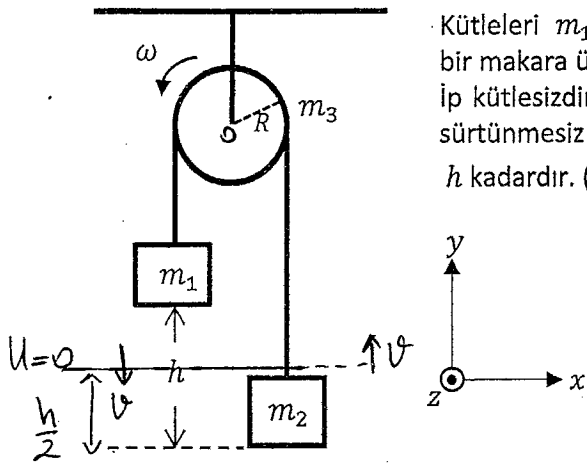 Kütleleri m₁
bir makara ü
İp kütlesizdi
sürtünmesiz
h kadardır. (
ω
m₃
R
O
m₁
y
U=0
h
v
v
x
z
h/2
m₂